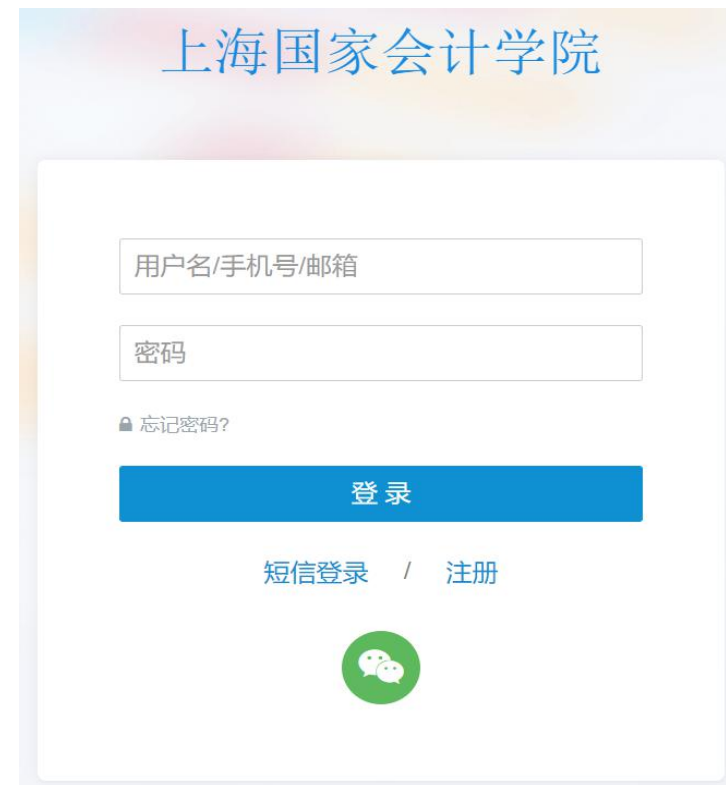 上海国家会计学院
用户名/手机号/邮箱
密码
忘记密码?
登录
短信登录 / 注册